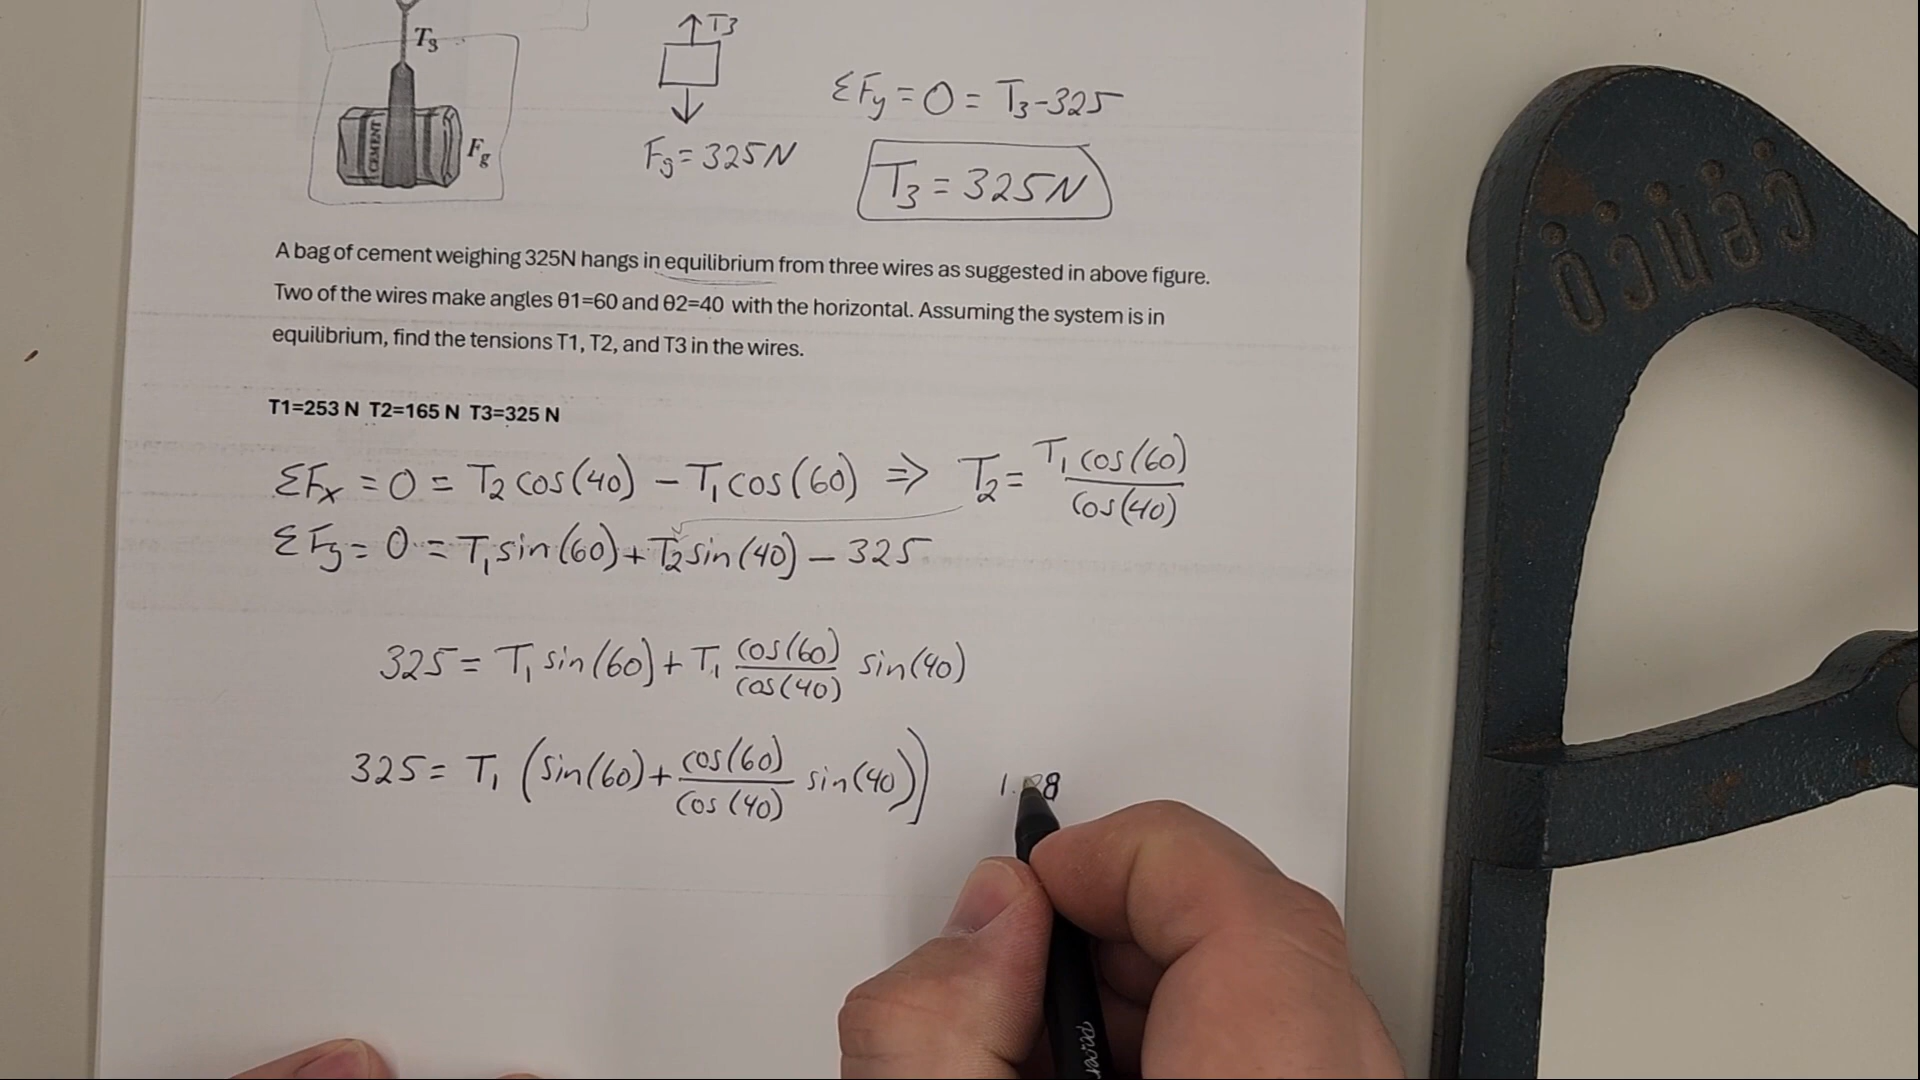 T3
↑T3
CEMENT
Fg
Fg = 325N
ΣFy = 0 = T3 - 325
T3 = 325N
A bag of cement weighing 325N hangs in equilibrium from three wires as suggested in above figure.
Two of the wires make angles θ1=60 and θ2=40 with the horizontal. Assuming the system is in
equilibrium, find the tensions T1, T2, and T3 in the wires.
T1=253 N T2=165 N T3=325 N
ΣFx = 0 = T2 cos(40) - T1 cos(60) => T2 = T1 cos(60) / cos(40)
ΣFy = 0 = T1 sin(60) + T2 sin(40) - 325
325 = T1 sin(60) + T1 cos(60)/cos(40) sin(40)
325 = T1 (sin(60) + cos(60)/cos(40) sin(40))